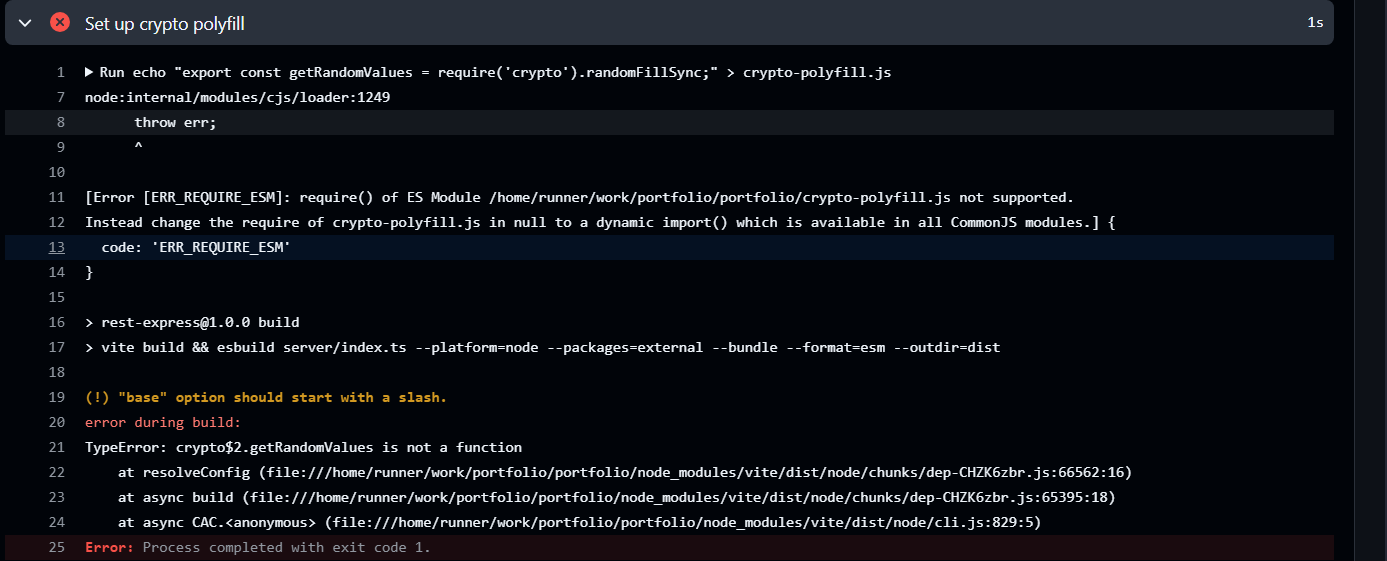 Set up crypto polyfill
1s
1 Run echo "export const getRandomValues = require('crypto').randomFillSync;" > crypto-polyfill.js
7 node:internal/modules/cjs/loader:1249
8 throw err;
9 ^
10
11 [Error [ERR_REQUIRE_ESM]: require() of ES Module /home/runner/work/portfolio/portfolio/crypto-polyfill.js not supported.
12 Instead change the require of crypto-polyfill.js in null to a dynamic import() which is available in all CommonJS modules.] {
13 code: 'ERR_REQUIRE_ESM'
14 }
15
16 > rest-express@1.0.0 build
17 > vite build && esbuild server/index.ts --platform=node --packages=external --bundle --format=esm --outdir=dist
18
19 (!) "base" option should start with a slash.
20 error during build:
21 TypeError: crypto$2.getRandomValues is not a function
22 at resolveConfig (file:///home/runner/work/portfolio/portfolio/node_modules/vite/dist/node/chunks/dep-CHZK6zbr.js:66562:16)
23 at async build (file:///home/runner/work/portfolio/portfolio/node_modules/vite/dist/node/chunks/dep-CHZK6zbr.js:65395:18)
24 at async CAC.<anonymous> (file:///home/runner/work/portfolio/portfolio/node_modules/vite/dist/node/cli.js:829:5)
25 Error: Process completed with exit code 1.